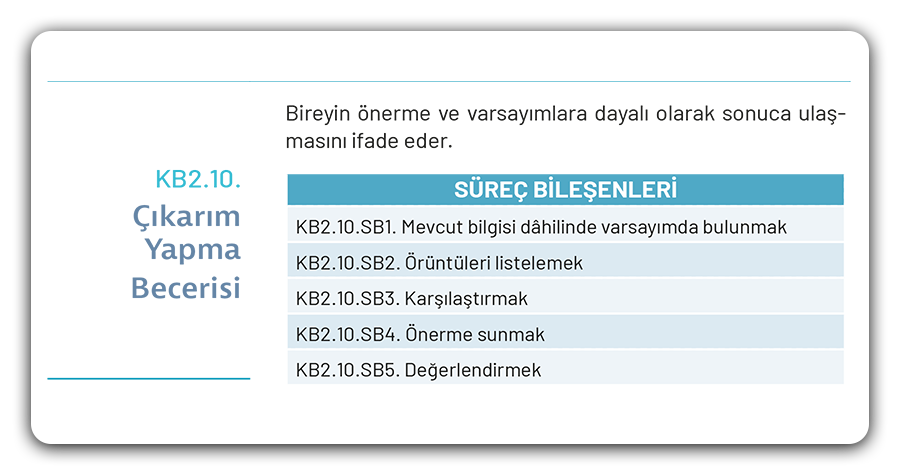 Bireyin önerme ve varsayımlara dayalı olarak sonuca ulaş-
masını ifade eder.
KB2.10.
Çıkarım
Yapma
Becerisi
SÜREÇ BİLEŞENLERİ
KB2.10.SB1. Mevcut bilgisi dâhilinde varsayımda bulunmak
KB2.10.SB2. Örüntüleri listelemek
KB2.10.SB3. Karşılaştırmak
KB2.10.SB4. Önerme sunmak
KB2.10.SB5. Değerlendirmek